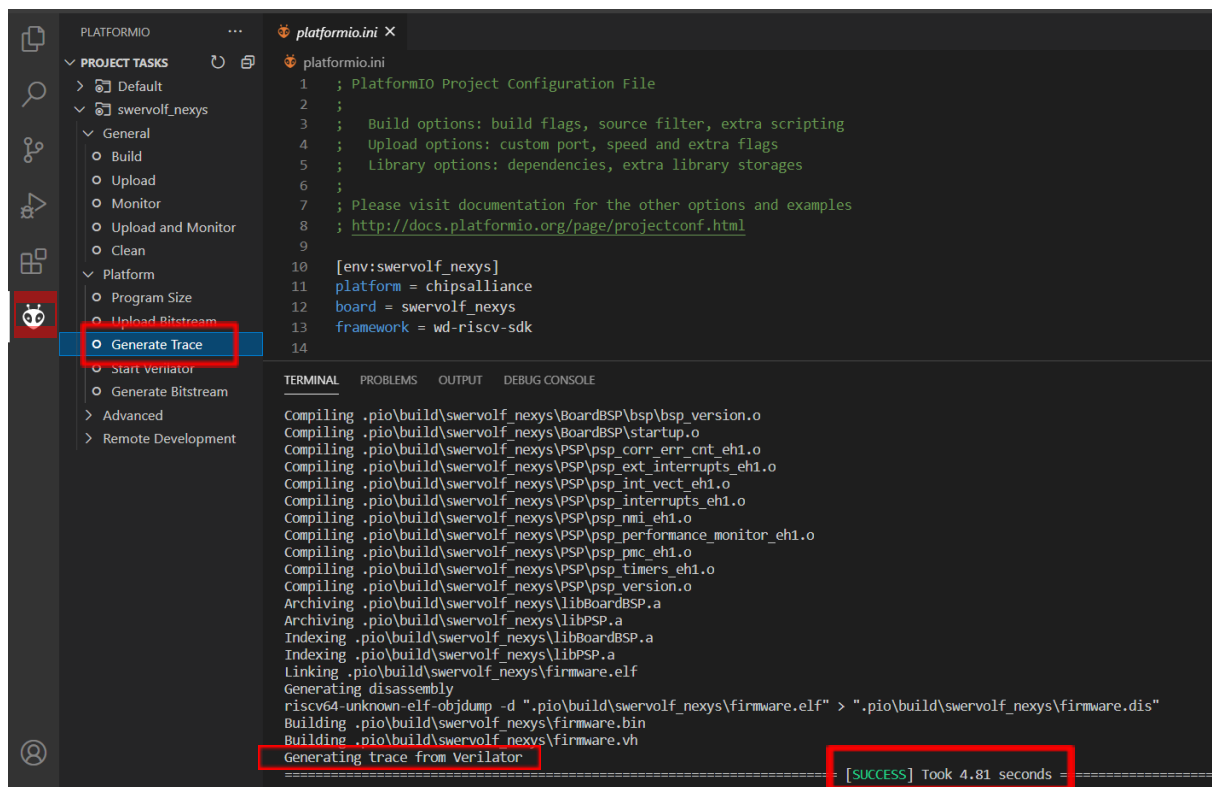 PLATFORMIO ...
PROJECT TASKS
Default
swervolf_nexys
General
Build
Upload
Monitor
Upload and Monitor
Clean
Platform
Program Size
Upload Bitstream
Generate Trace
Start Verilator
Generate Bitstream
Advanced
Remote Development
platformio.ini
platformio.ini
1 ; PlatformIO Project Configuration File
2 ;
3 ;   Build options: build flags, source filter, extra scripting
4 ;   Upload options: custom port, speed and extra flags
5 ;   Library options: dependencies, extra library storages
6 ;
7 ; Please visit documentation for the other options and examples
8 ; http://docs.platformio.org/page/projectconf.html
9
10 [env:swervolf_nexys]
11 platform = chipsalliance
12 board = swervolf_nexys
13 framework = wd-riscv-sdk
14
TERMINAL PROBLEMS OUTPUT DEBUG CONSOLE
Compiling .pio\build\swervolf_nexys\BoardBSP\bsp\bsp_version.o
Compiling .pio\build\swervolf_nexys\BoardBSP\startup.o
Compiling .pio\build\swervolf_nexys\PSP\psp_corr_err_cnt_eh1.o
Compiling .pio\build\swervolf_nexys\PSP\psp_ext_interrupts_eh1.o
Compiling .pio\build\swervolf_nexys\PSP\psp_int_vect_eh1.o
Compiling .pio\build\swervolf_nexys\PSP\psp_interrupts_eh1.o
Compiling .pio\build\swervolf_nexys\PSP\psp_nmi_eh1.o
Compiling .pio\build\swervolf_nexys\PSP\psp_performance_monitor_eh1.o
Compiling .pio\build\swervolf_nexys\PSP\psp_pmc_eh1.o
Compiling .pio\build\swervolf_nexys\PSP\psp_timers_eh1.o
Compiling .pio\build\swervolf_nexys\PSP\psp_version.o
Archiving .pio\build\swervolf_nexys\libBoardBSP.a
Archiving .pio\build\swervolf_nexys\libPSP.a
Indexing .pio\build\swervolf_nexys\libBoardBSP.a
Indexing .pio\build\swervolf_nexys\libPSP.a
Linking .pio\build\swervolf_nexys\firmware.elf
Generating disassembly
riscv64-unknown-elf-objdump -d ".pio\build\swervolf_nexys\firmware.elf" > ".pio\build\swervolf_nexys\firmware.dis"
Building .pio\build\swervolf_nexys\firmware.bin
Building .pio\build\swervolf_nexys\firmware.vh
Generating trace from Verilator
[SUCCESS] Took 4.81 seconds